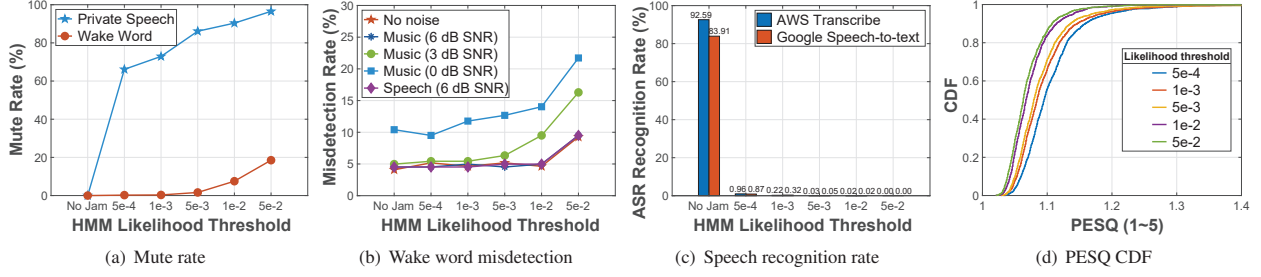 Mute Rate (%)
100
80
60
40
20
0
Private Speech
Wake Word
No Jam 5e-4 1e-3 5e-3 1e-2 5e-2
HMM Likelihood Threshold
(a) Mute rate
Misdetection Rate (%)
30
25
20
15
10
5
0
No noise
Music (6 dB SNR)
Music (3 dB SNR)
Music (0 dB SNR)
Speech (6 dB SNR)
No Jam 5e-4 1e-3 5e-3 1e-2 5e-2
HMM Likelihood Threshold
(b) Wake word misdetection
ASR Recognition Rate (%)
100
80
60
40
20
0
AWS Transcribe
Google Speech-to-text
92.59
83.91
0.96 0.87 0.22 0.32 0.03 0.05 0.02 0.02 0.00 0.00
No Jam 5e-4 1e-3 5e-3 1e-2 5e-2
HMM Likelihood Threshold
(c) Speech recognition rate
CDF
1
0.8
0.6
0.4
0.2
0
Likelihood threshold
5e-4
1e-3
5e-3
1e-2
5e-2
1 1.1 1.2 1.3 1.4
PESQ (1~5)
(d) PESQ CDF